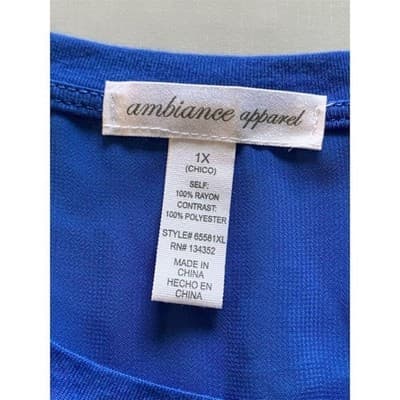 ambiance apparel
1X
(CHICO)
SELF:
100% RAYON
CONTRAST:
100% POLYESTER
STYLE# 65581XL
RN# 134352
MADE IN
CHINA
HECHO EN
CHINA